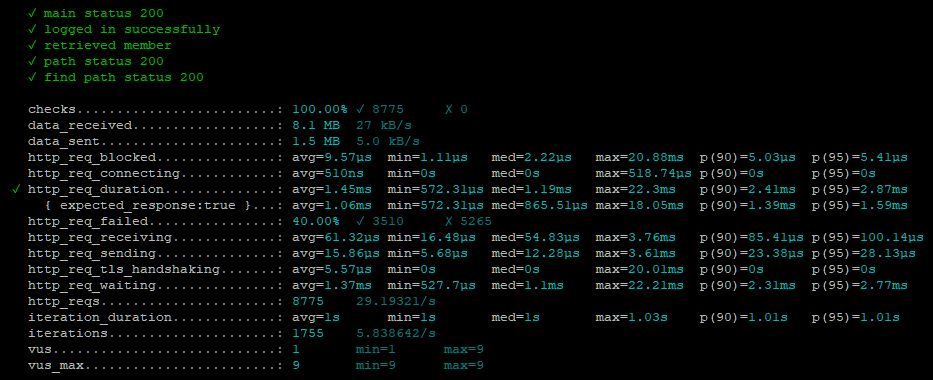 ✓ main status 200
✓ logged in successfully
✓ retrieved member
✓ path status 200
✓ find path status 200
checks.........................: 100.00% ✓ 8775 ✗ 0
data_received..................: 8.1 MB 27 kB/s
data_sent......................: 1.5 MB 5.0 kB/s
http_req_blocked...............: avg=9.57µs min=1.11µs med=2.22µs max=20.88ms p(90)=5.03µs p(95)=5.41µs
http_req_connecting............: avg=510ns min=0s med=0s max=518.74µs p(90)=0s p(95)=0s
✓ http_req_duration..............: avg=1.45ms min=572.31µs med=1.19ms max=22.3ms p(90)=2.41ms p(95)=2.87ms
{ expected_response:true }...: avg=1.06ms min=572.31µs med=865.51µs max=18.05ms p(90)=1.39ms p(95)=1.59ms
http_req_failed................: 40.00% ✓ 3510 ✗ 5265
http_req_receiving.............: avg=61.32µs min=16.48µs med=54.83µs max=3.76ms p(90)=85.41µs p(95)=100.14µs
http_req_sending...............: avg=15.86µs min=5.68µs med=12.28µs max=3.61ms p(90)=23.38µs p(95)=28.13µs
http_req_tls_handshaking.......: avg=5.57µs min=0s med=0s max=20.01ms p(90)=0s p(95)=0s
http_req_waiting...............: avg=1.37ms min=527.7µs med=1.1ms max=22.21ms p(90)=2.31ms p(95)=2.77ms
http_reqs......................: 8775 29.19321/s
iteration_duration.............: avg=1s min=1s med=1s max=1.03s p(90)=1.01s p(95)=1.01s
iterations.....................: 1755 5.838642/s
vus............................: 1 min=1 max=9
vus_max........................: 9 min=9 max=9